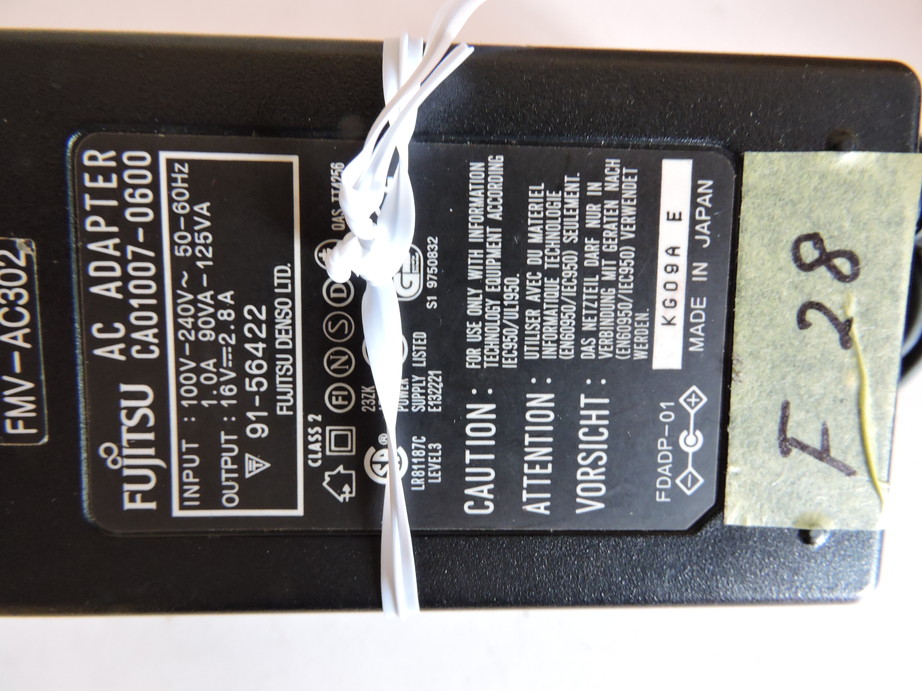 FMV-AC302
FUJITSU
AC ADAPTER
CA01007-0600
INPUT : 100V-240V~ 50-60HZ
1.0A 90VA-125VA
OUTPUT : 16V⎓2.8A
91-56422
FUJITSU DENSO LTD.
CLASS 2
FI N S D
23ZK
POWER
SUPPLY LISTED
E132221
LR81187C
LEVEL3
S1 9750832
CAUTION : FOR USE ONLY WITH INFORMATION
TECHNOLOGY EQUIPMENT ACCORDING
IEC950/UL1950.
ATTENTION : UTILISER AVEC DU MATERIEL
INFORMATIQUE TECHNOLOGIE
(EN60950/IEC950) SEULEMENT.
VORSICHT : DAS NETZTEIL DARF NUR IN
VERBINDUNG MIT GERATEN NACH
(EN60950/IEC950) VERWENDET
WERDEN.
KG09A E
FDADP-01
MADE IN JAPAN
F 28